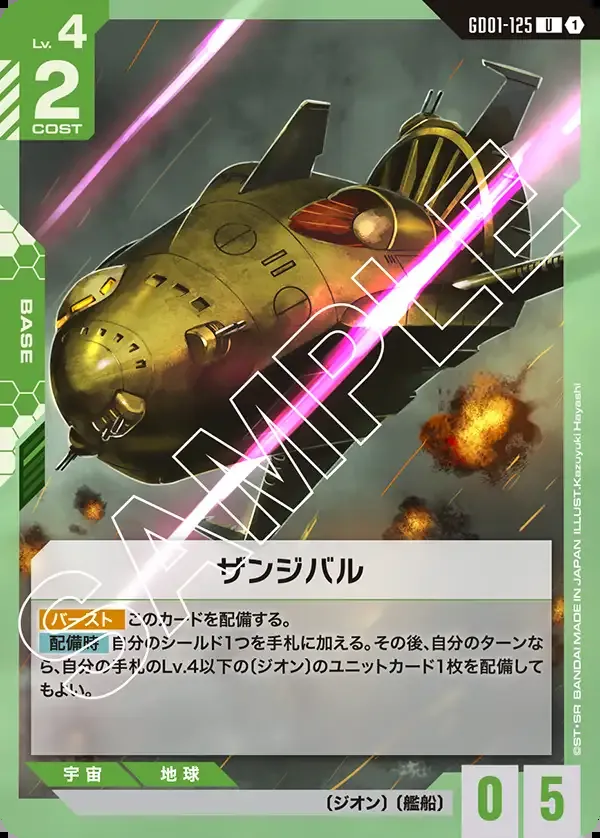 Lv. 4
2
COST
GD01-125 U 1
BASE
SAMPLE
©ST・SR BANDAI MADE IN JAPAN ILLUST.Kazuyuki Hayashi
ザンジバル
バースト このカードを配備する。
配備時 自分のシールド1つを手札に加える。その後、自分のターンな
ら、自分の手札のLv.4以下の〔ジオン〕のユニットカード1枚を配備して
もよい。
宇宙 地球
〔ジオン〕〔艦船〕
0 5